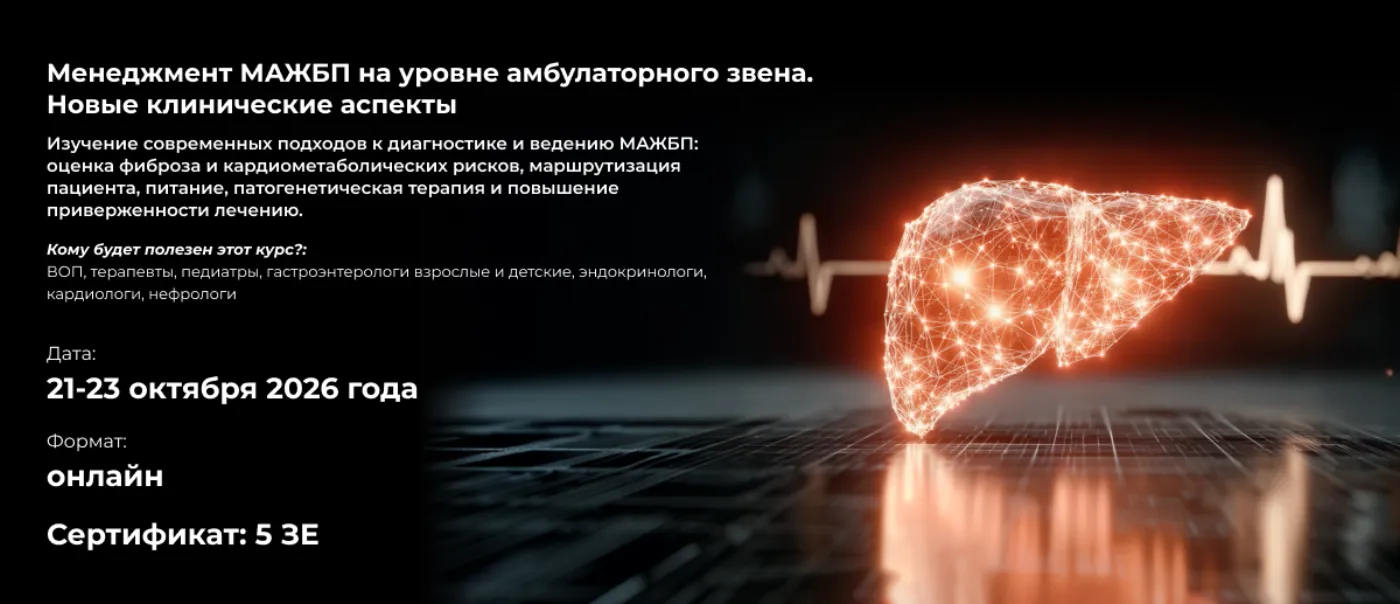 Менеджмент МАЖБП на уровне амбулаторного звена.
Новые клинические аспекты
Изучение современных подходов к диагностике и ведению МАЖБП:
оценка фиброза и кардиометаболических рисков, маршрутизация
пациента, питание, патогенетическая терапия и повышение
приверженности лечению.
Кому будет полезен этот курс?:
ВОП, терапевты, педиатры, гастроэнтерологи взрослые и детские, эндокринологи,
кардиологи, нефрологи
Дата:
21-23 октября 2026 года
Формат:
онлайн
Сертификат: 5 ЗЕ